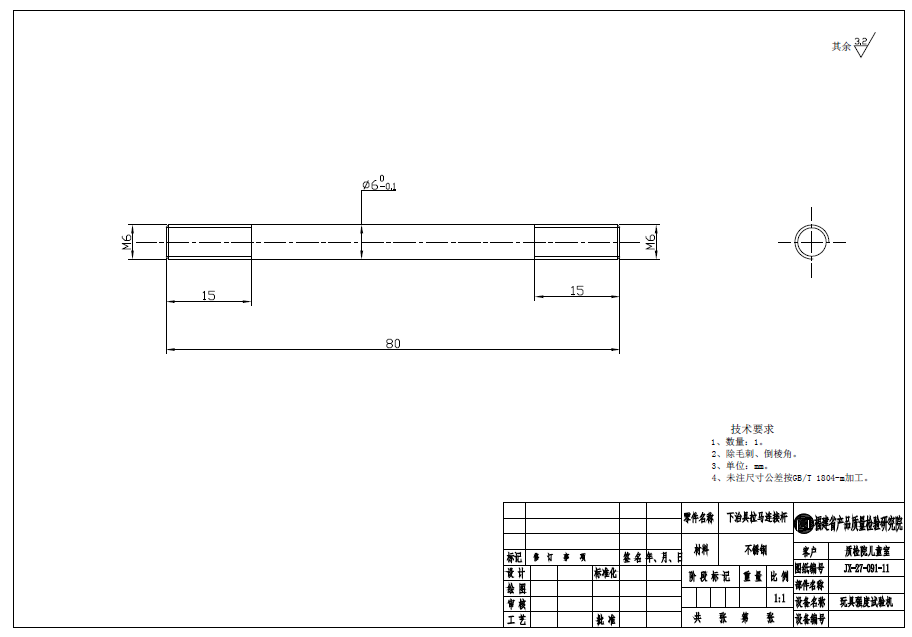 其余 3.2
Ø6 0 -0.1
M6
M6
15
15
80
技术要求
1、数量：1。
2、除毛刺、倒棱角。
3、单位：mm。
4、未注尺寸公差按GB/T 1804-m加工。
零件名称 下治具拉马连接杆 福建省产品质量检验研究院
标记 修 订 事 项 签 名 年、月、日 材料 不锈钢 客户 质检院儿童室
设 计 标准化 阶 段 标 记 重 量 比 例 图纸编号 JX-27-091-11
绘 图 部件名称
审 核 1:1 设备名称 玩具强度试验机
工 艺 批 准 共 张 第 张 设备编号